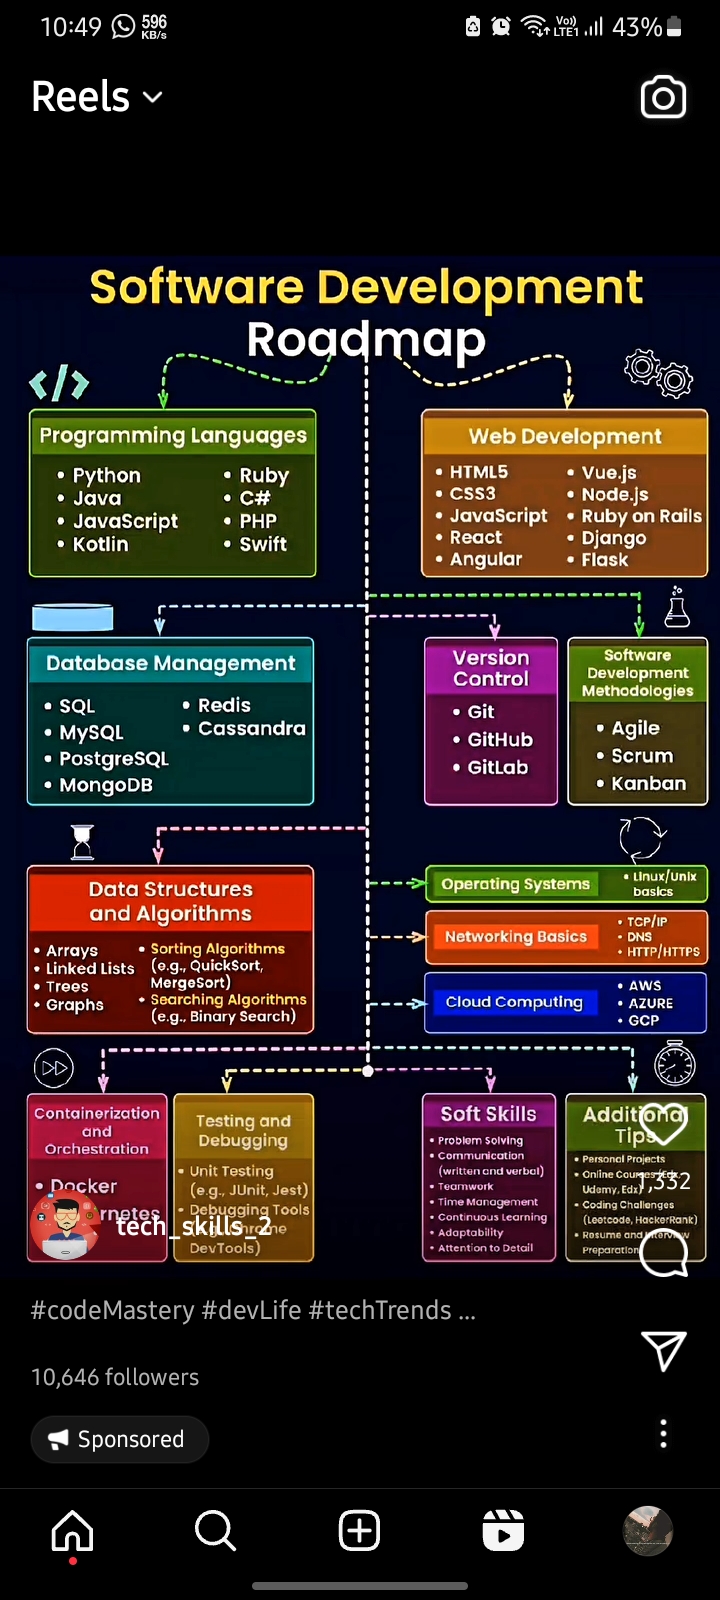 10:49 596 KB/s Vo)) LTE1 43%
Reels
Software Development
Roadmap
Programming Languages
• Python
• Java
• JavaScript
• Kotlin
• Ruby
• C#
• PHP
• Swift
Web Development
• HTML5
• CSS3
• JavaScript
• React
• Angular
• Vue.js
• Node.js
• Ruby on Rails
• Django
• Flask
Database Management
• SQL
• MySQL
• PostgreSQL
• MongoDB
• Redis
• Cassandra
Version
Control
• Git
• GitHub
• GitLab
Software
Development
Methodologies
• Agile
• Scrum
• Kanban
Data Structures
and Algorithms
• Arrays
• Linked Lists
• Trees
• Graphs
• Sorting Algorithms
(e.g., QuickSort,
MergeSort)
• Searching Algorithms
(e.g., Binary Search)
Operating Systems
• Linux/Unix
basics
Networking Basics
• TCP/IP
• DNS
• HTTP/HTTPS
Cloud Computing
• AWS
• AZURE
• GCP
Containerization
and
Orchestration
• Docker
Testing and
Debugging
• Unit Testing
(e.g., JUnit, Jest)
• Debugging Tools
DevTools)
Soft Skills
• Problem Solving
• Communication
(written and verbal)
• Teamwork
• Time Management
• Continuous Learning
• Adaptability
• Attention to Detail
Additional
Tips
• Personal Projects
• Online Courses
Udemy, Edx)
• Coding Challenges
(Leetcode, HackerRank)
• Resume and Interview
Preparation
1,332
tech_skills_2
#codeMastery #devLife #techTrends ...
10,646 followers
Sponsored